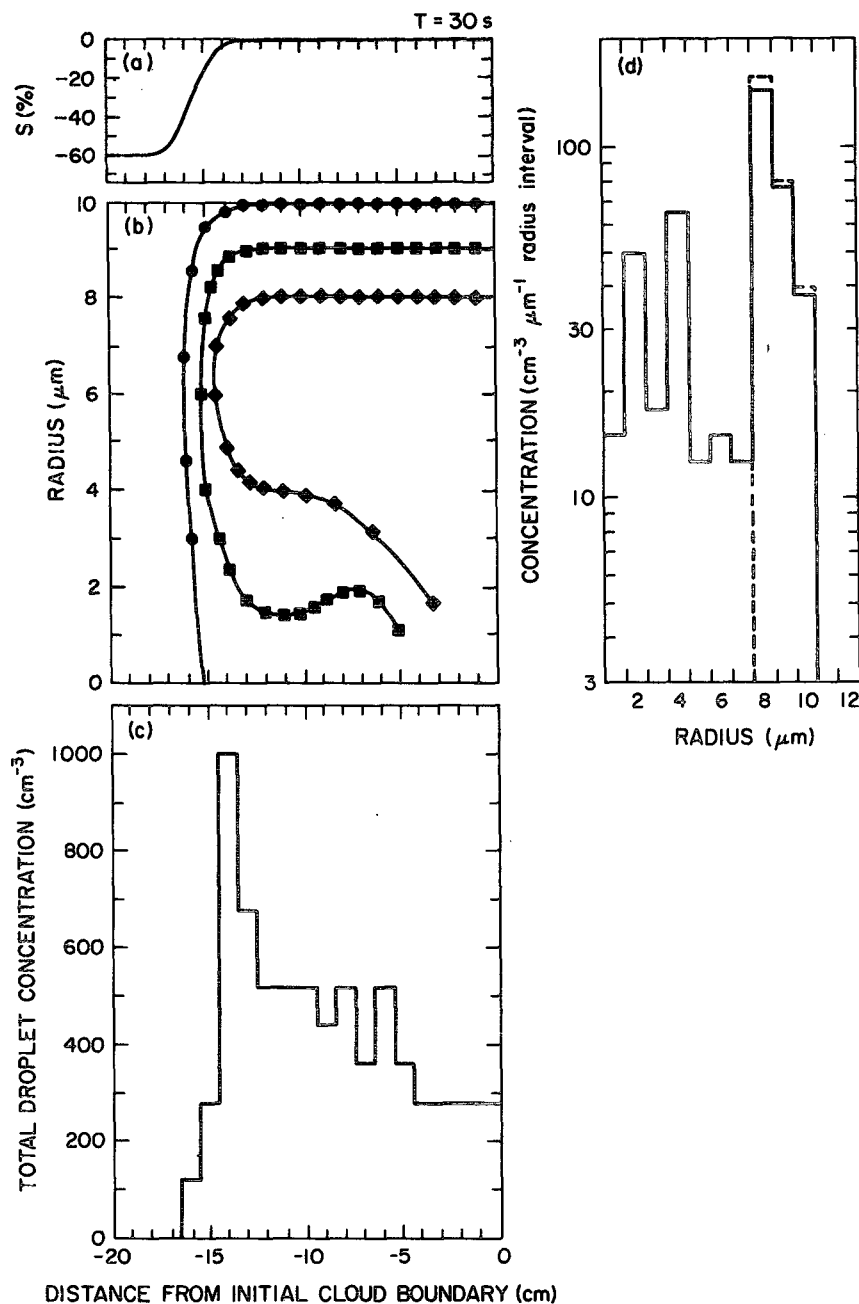 T = 30 s
(a)
0
-20
-40
-60
S (%)
(b)
10
8
6
4
2
0
RADIUS (μm)
(c)
1000
800
600
400
200
0
TOTAL DROPLET CONCENTRATION (cm⁻³)
-20
-15
-10
-5
0
DISTANCE FROM INITIAL CLOUD BOUNDARY (cm)
(d)
100
30
10
3
CONCENTRATION (cm⁻³ μm⁻¹ radius interval)
2
4
6
8
10
12
RADIUS (μm)